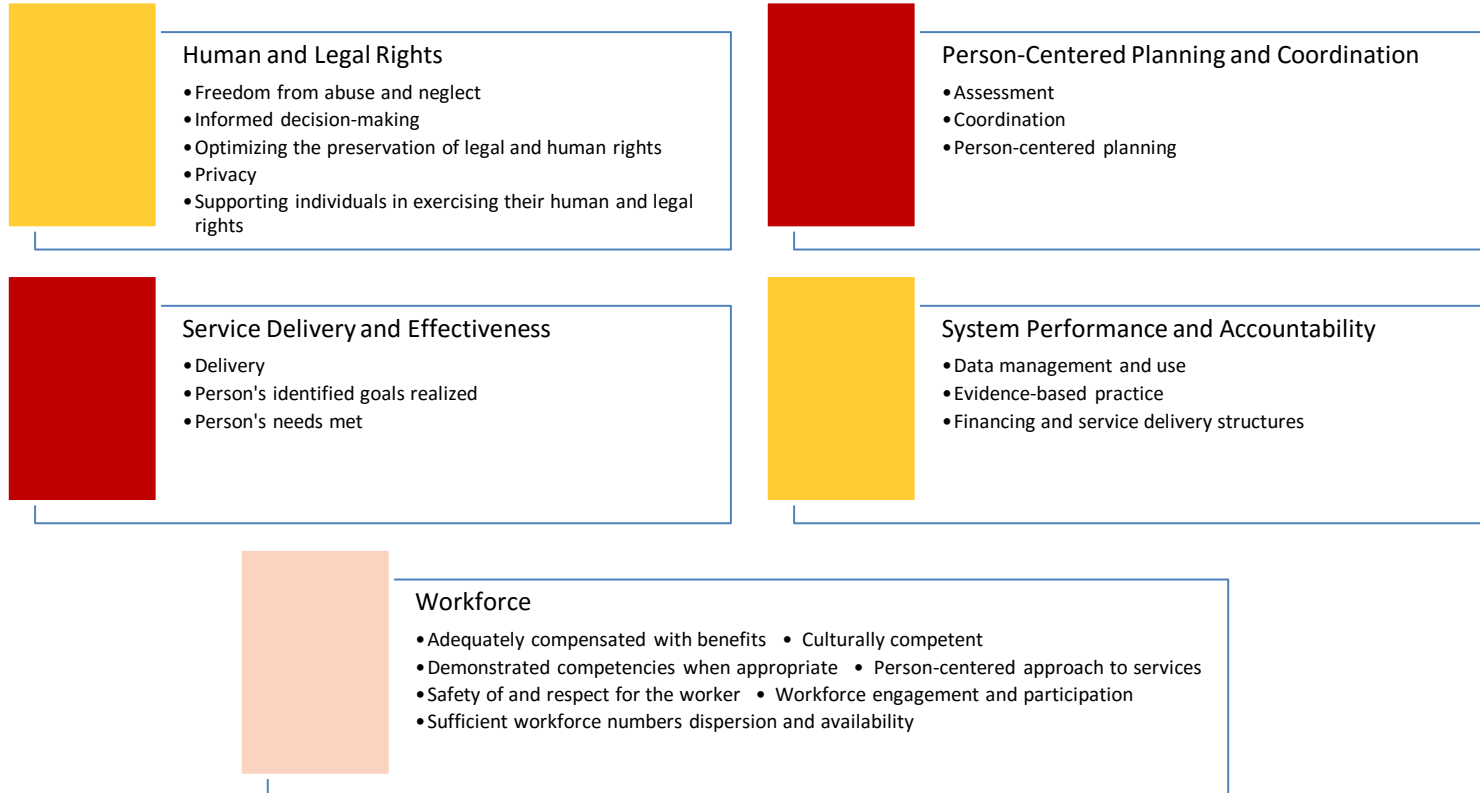 Human and Legal Rights
•Freedom from abuse and neglect
•Informed decision-making
•Optimizing the preservation of legal and human rights
•Privacy
•Supporting individuals in exercising their human and legal
rights
Person-Centered Planning and Coordination
•Assessment
•Coordination
•Person-centered planning
Service Delivery and Effectiveness
•Delivery
•Person's identified goals realized
•Person's needs met
System Performance and Accountability
•Data management and use
•Evidence-based practice
•Financing and service delivery structures
Workforce
•Adequately compensated with benefits • Culturally competent
•Demonstrated competencies when appropriate • Person-centered approach to services
•Safety of and respect for the worker • Workforce engagement and participation
•Sufficient workforce numbers dispersion and availability